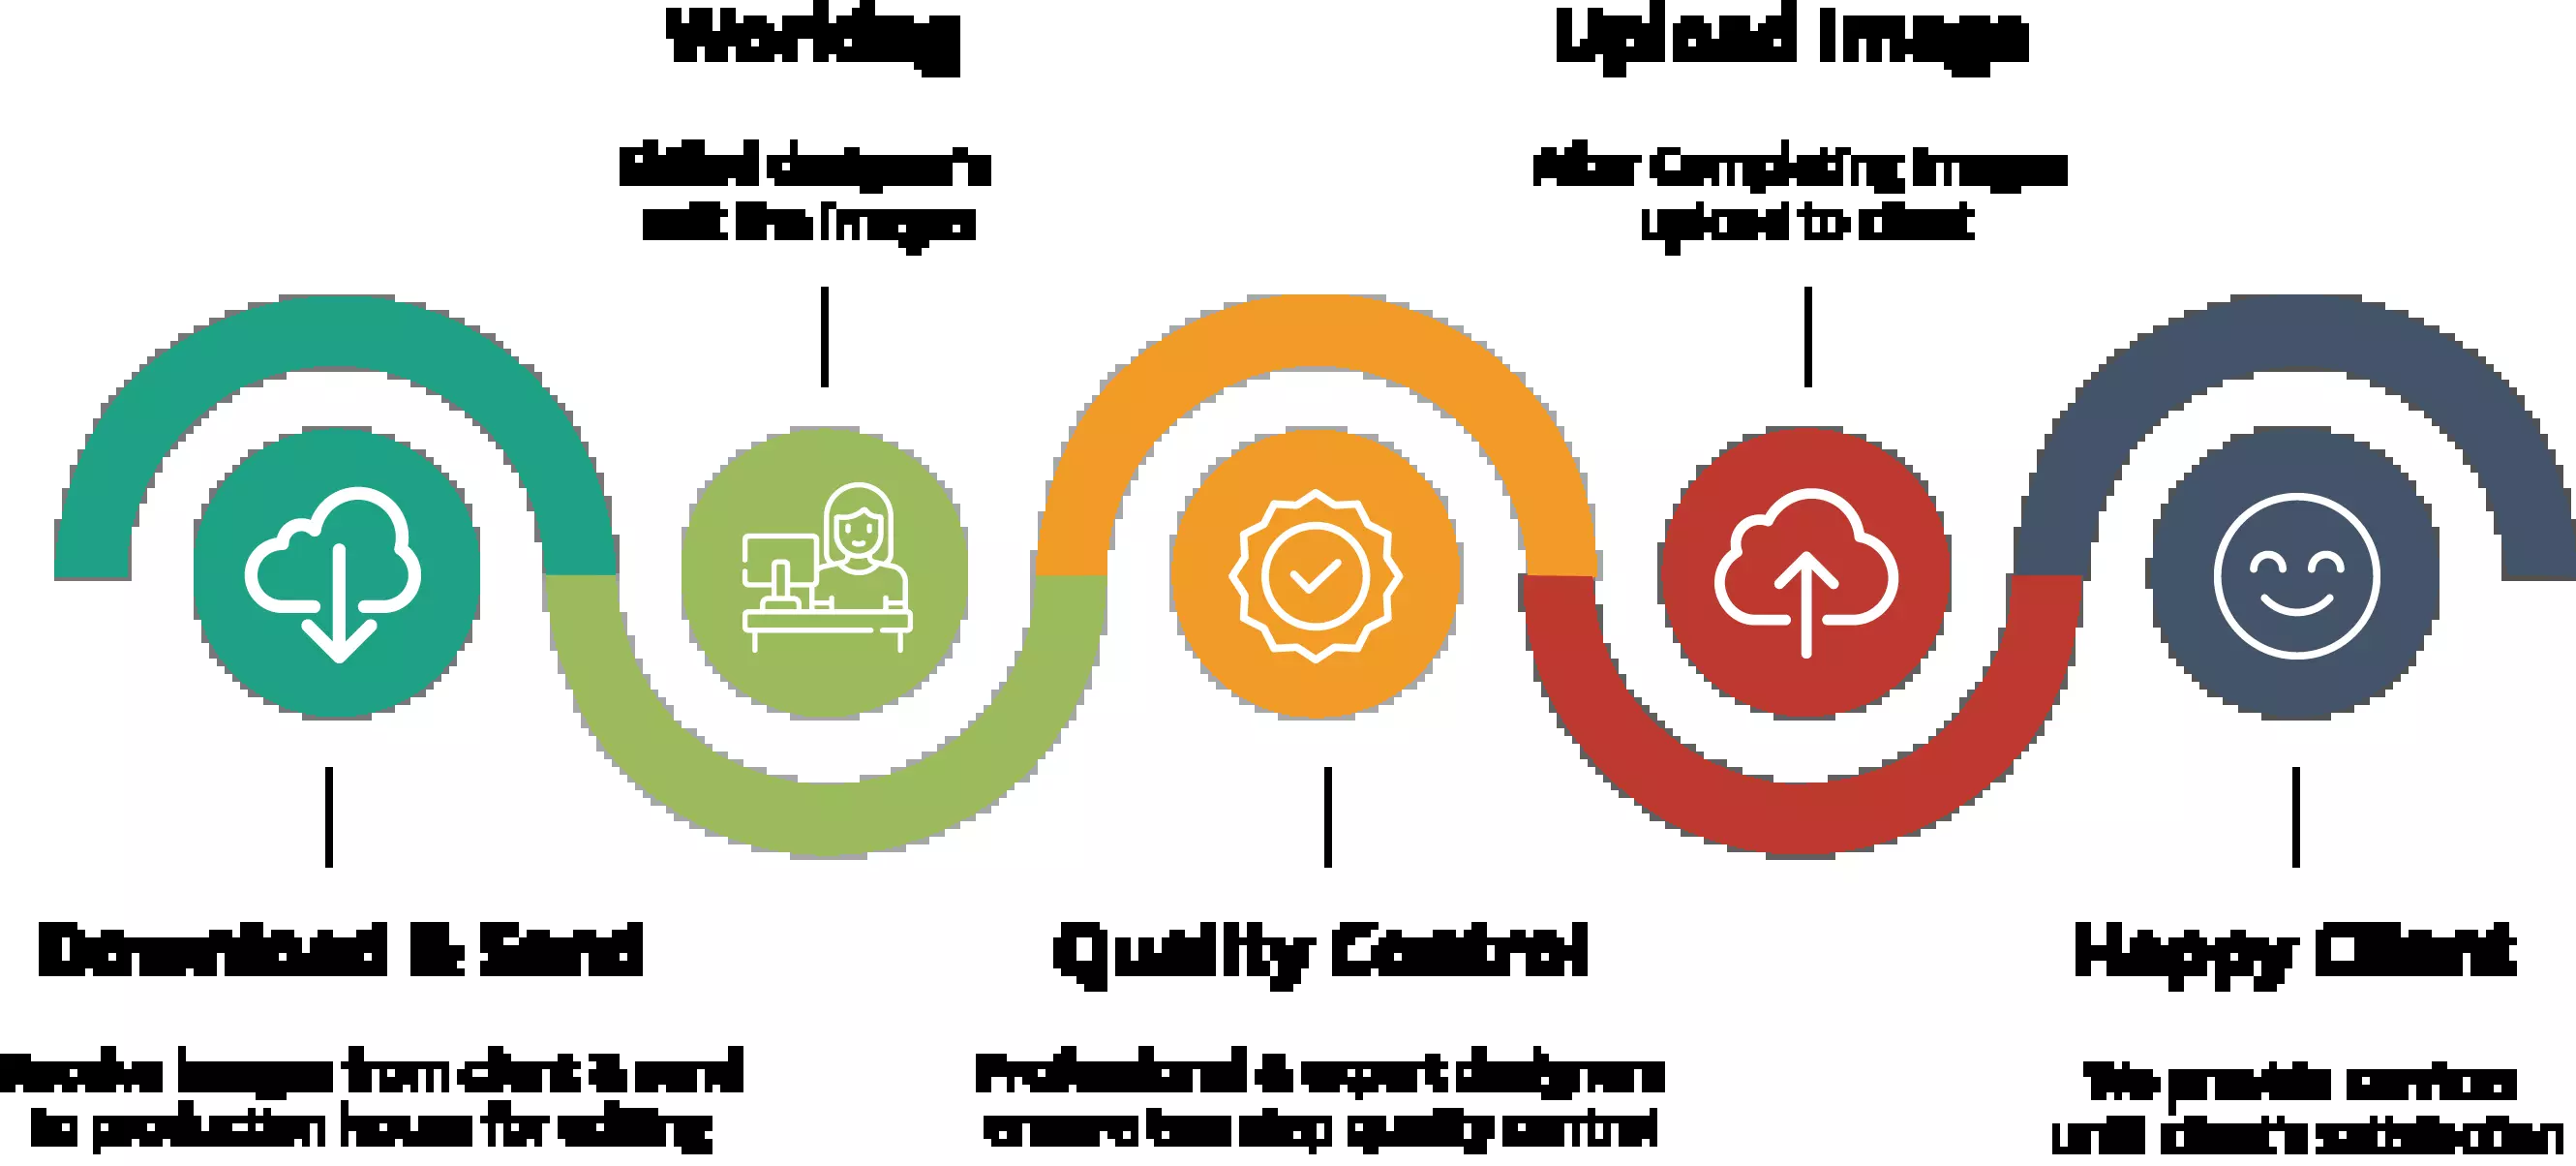 Working
Upload Image
Skilled designers
edit the images
After Completing Images
upload to client
Download & Send
Quality Control
Happy Client
Receive Images from client & send
to production house for editing
Professional & expert designers
ensure two step quality control
We provide services
until client's satisfaction